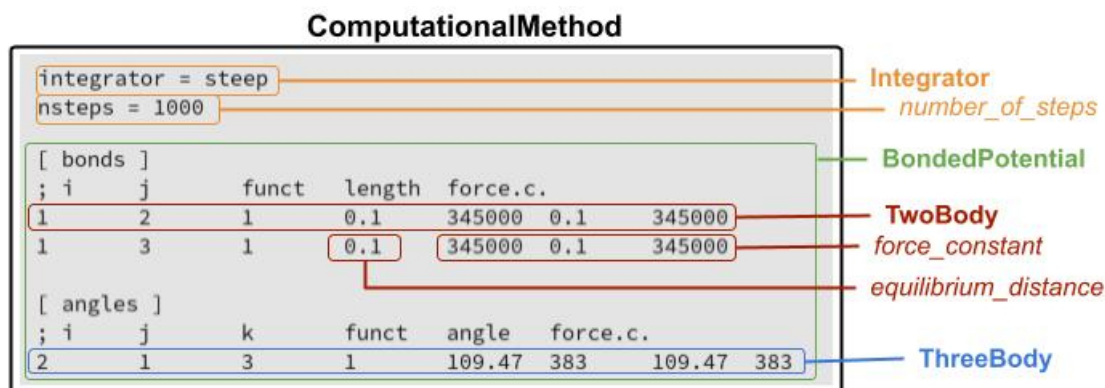 ComputationalMethod
integrator = steep
Integrator
nsteps = 1000
number_of_steps
[ bonds ]
BondedPotential
; i j funct length force.c.
1 2 1 0.1 345000 0.1 345000
TwoBody
1 3 1 0.1 345000 0.1 345000
force_constant
equilibrium_distance
[ angles ]
; i j k funct angle force.c.
2 1 3 1 109.47 383 109.47 383
ThreeBody